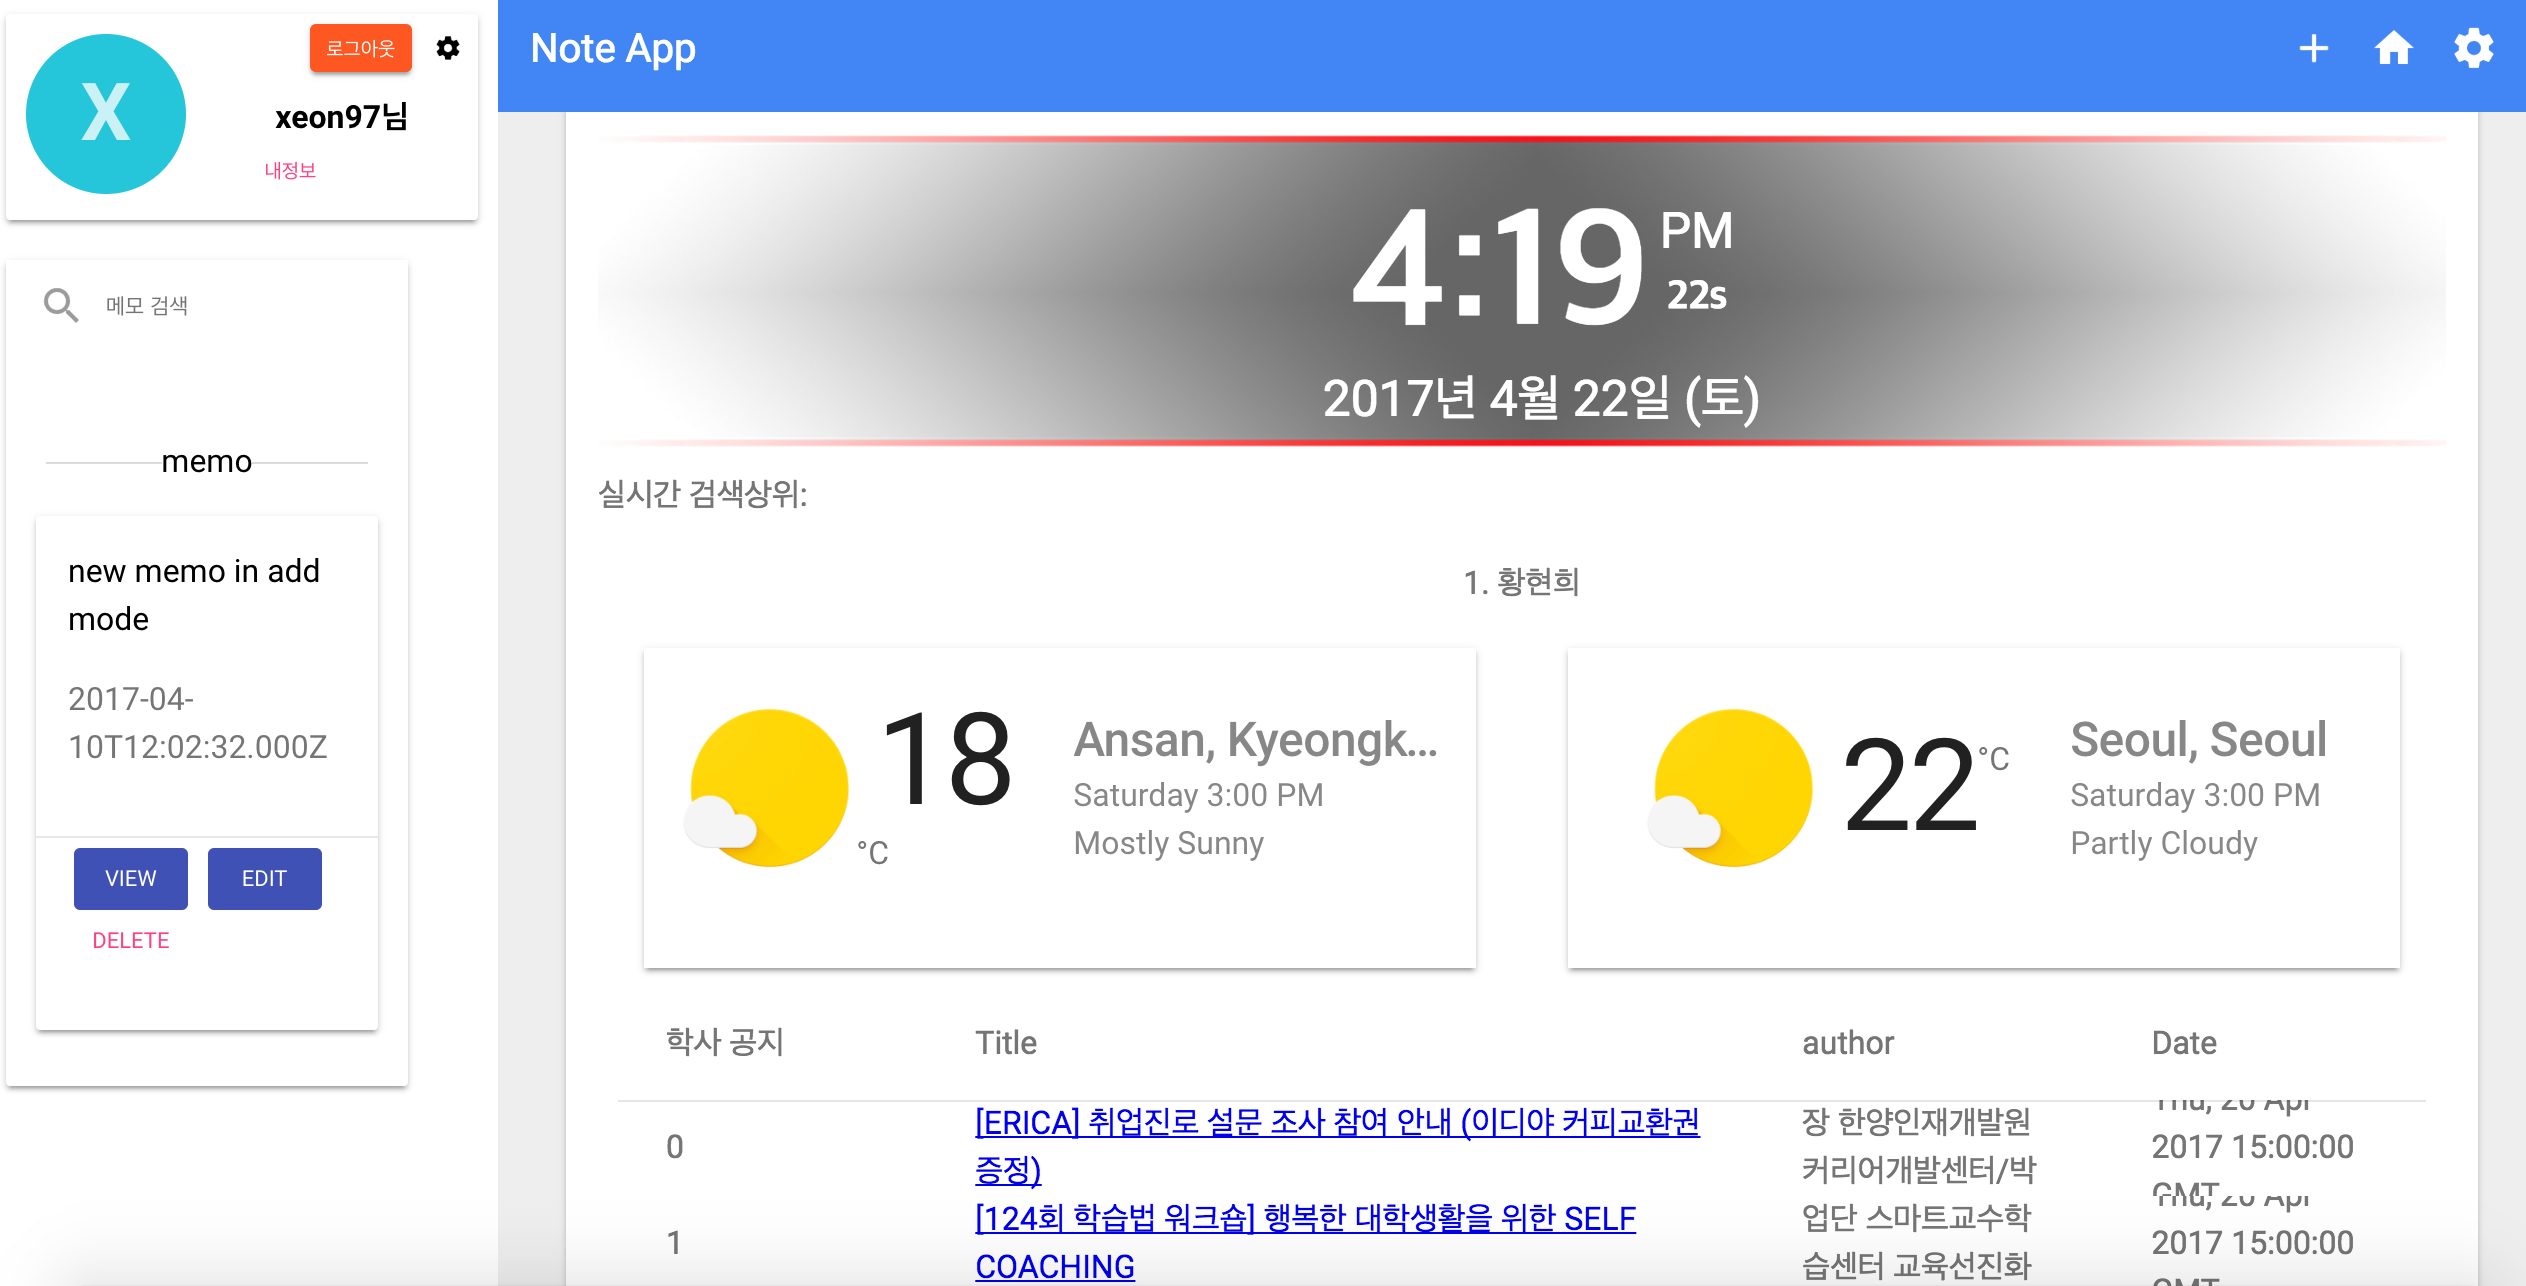 X
로그아웃
xeon97님
내정보
메모 검색
memo
new memo in add
mode
2017-04-
10T12:02:32.000Z
VIEW
EDIT
DELETE
Note App
4:19
PM
22s
2017년 4월 22일 (토)
실시간 검색상위:
1. 황현희
18
°C
Ansan, Kyeongk...
Saturday 3:00 PM
Mostly Sunny
22
°C
Seoul, Seoul
Saturday 3:00 PM
Partly Cloudy
학사 공지
Title
author
Date
0
[ERICA] 취업진로 설문 조사 참여 안내 (이디야 커피교환권
증정)
장 한양인재개발원
커리어개발센터/박
2017 15:00:00
1
[124회 학습법 워크숍] 행복한 대학생활을 위한 SELF
COACHING
업단 스마트교수학
습센터 교육선진화
2017 15:00:00